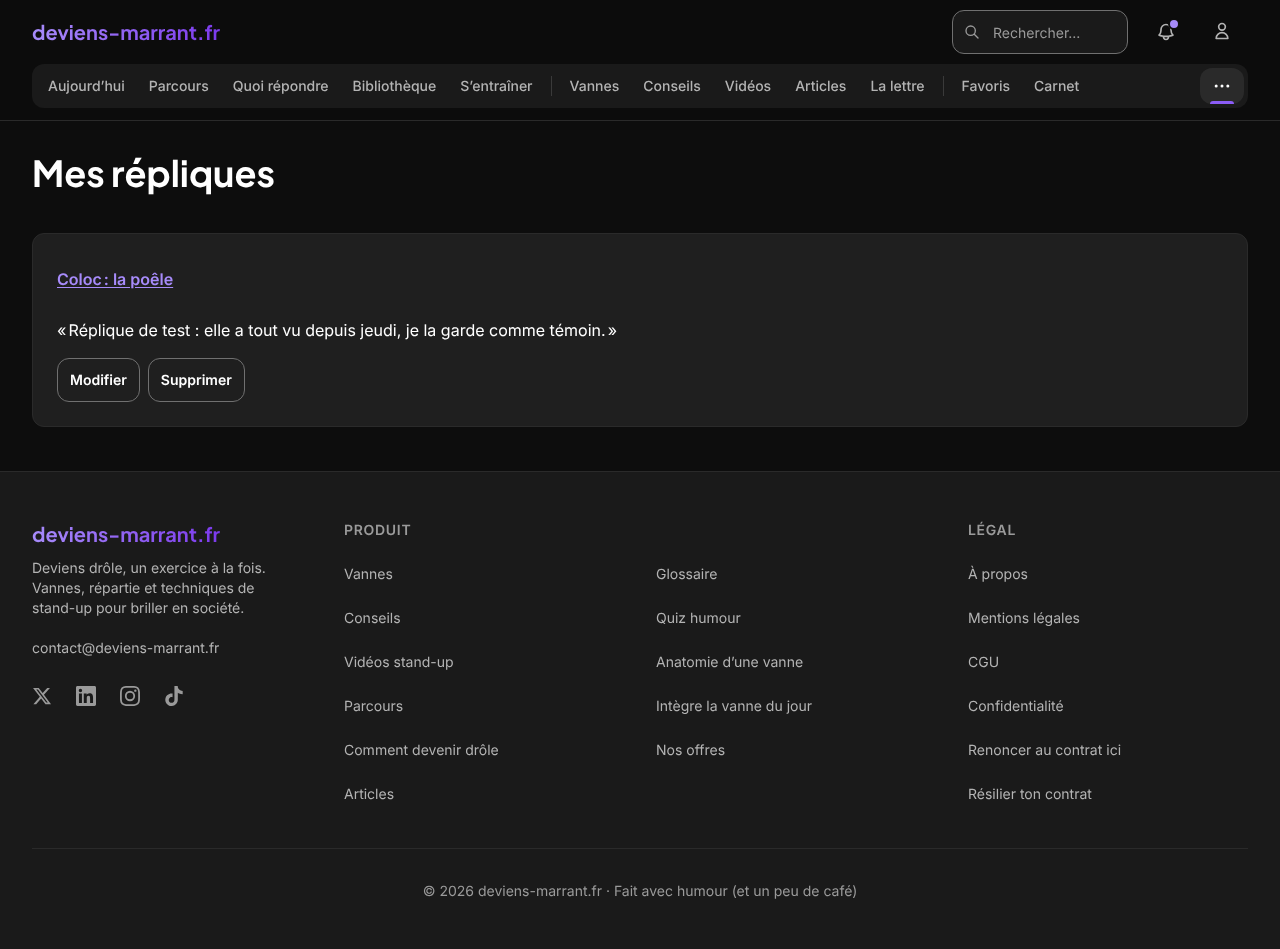 deviens-marrant.fr
Rechercher...
Aujourd’hui Parcours Quoi répondre Bibliothèque S’entraîner Vannes Conseils Vidéos Articles La lettre Favoris Carnet
Mes répliques
Coloc : la poêle
« Réplique de test : elle a tout vu depuis jeudi, je la garde comme témoin. »
Modifier Supprimer
deviens-marrant.fr
Deviens drôle, un exercice à la fois.
Vannes, répartie et techniques de
stand-up pour briller en société.
contact@deviens-marrant.fr
PRODUIT
Vannes
Conseils
Vidéos stand-up
Parcours
Comment devenir drôle
Articles
Glossaire
Quiz humour
Anatomie d’une vanne
Intègre la vanne du jour
Nos offres
LÉGAL
À propos
Mentions légales
CGU
Confidentialité
Renoncer au contrat ici
Résilier ton contrat
© 2026 deviens-marrant.fr · Fait avec humour (et un peu de café)